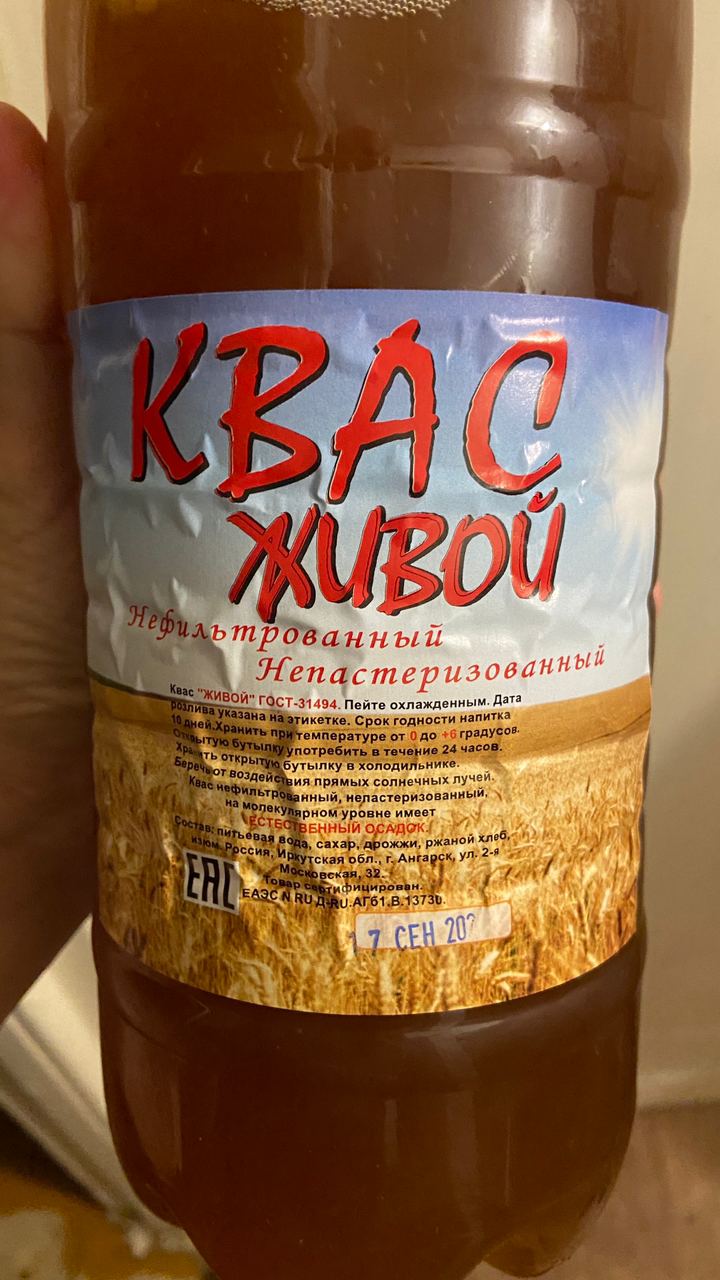 КВАС
ЖИВОЙ
Нефильтрованный
Непастеризованный
Квас "ЖИВОЙ" ГОСТ-31494. Пейте охлажденным. Дата
розлива указана на этикетке. Срок годности напитка
10 дней.Хранить при температуре от 0 до +6 градусов.
Открытую бутылку употребить в течение 24 часов.
Хранить открытую бутылку в холодильнике.
Беречь от воздействия прямых солнечных лучей.
Квас нефильтрованный, непастеризованный,
на молекулярном уровне имеет
ЕСТЕСТВЕННЫЙ ОСАДОК.
Состав: питьевая вода, сахар, дрожжи, ржаной хлеб,
изюм. Россия, Иркутская обл., г. Ангарск, ул. 2-я
Московская, 32.
Товар сертифицирован.
ЕАЭС N RU Д-RU.АГ61.В.13730.
EAC
17 СЕН 202